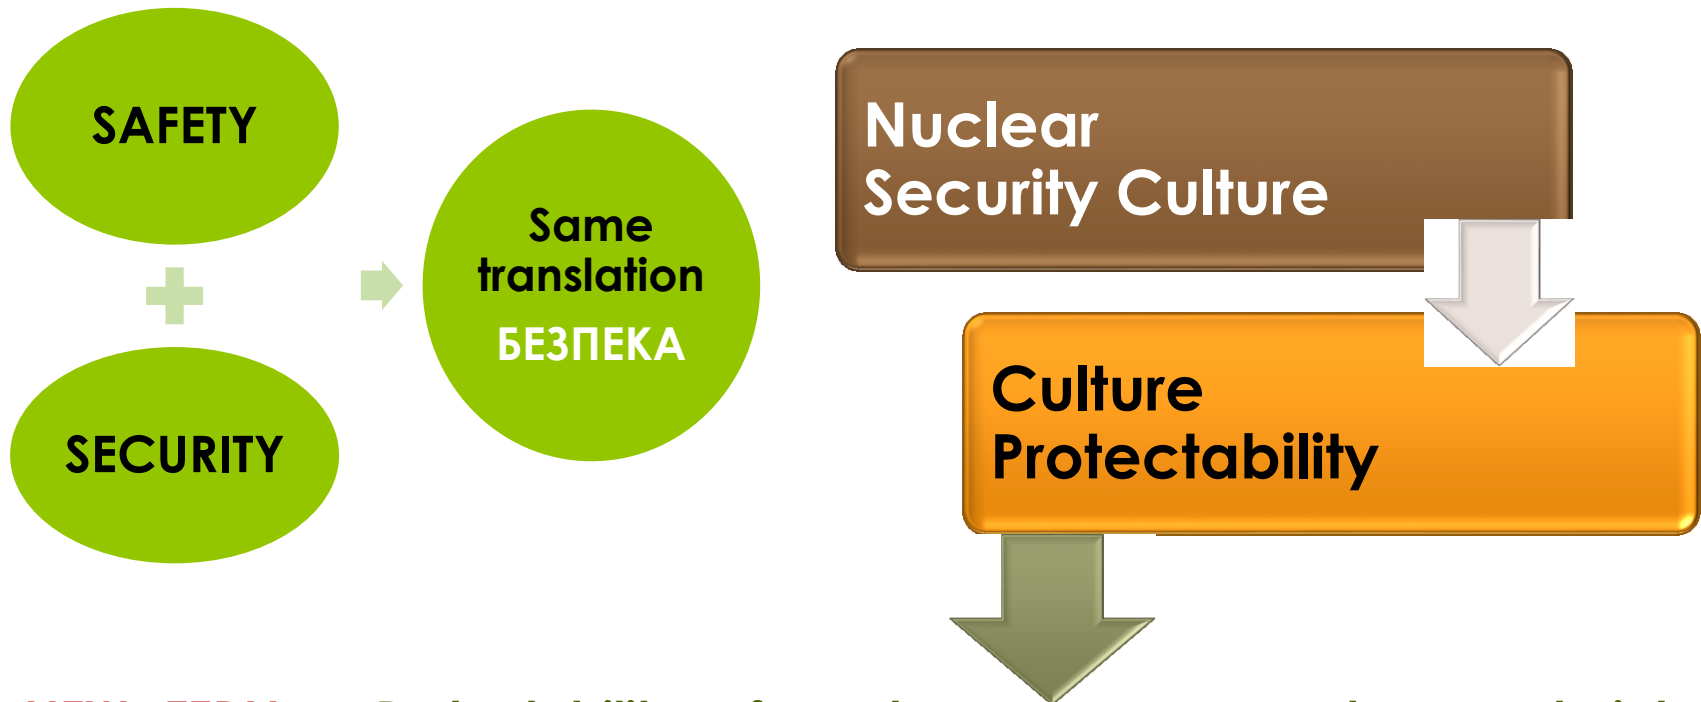 SAFETY
SECURITY
Same
translation
БЕЗПЕКА
Nuclear
Security Culture
Culture
Protectability